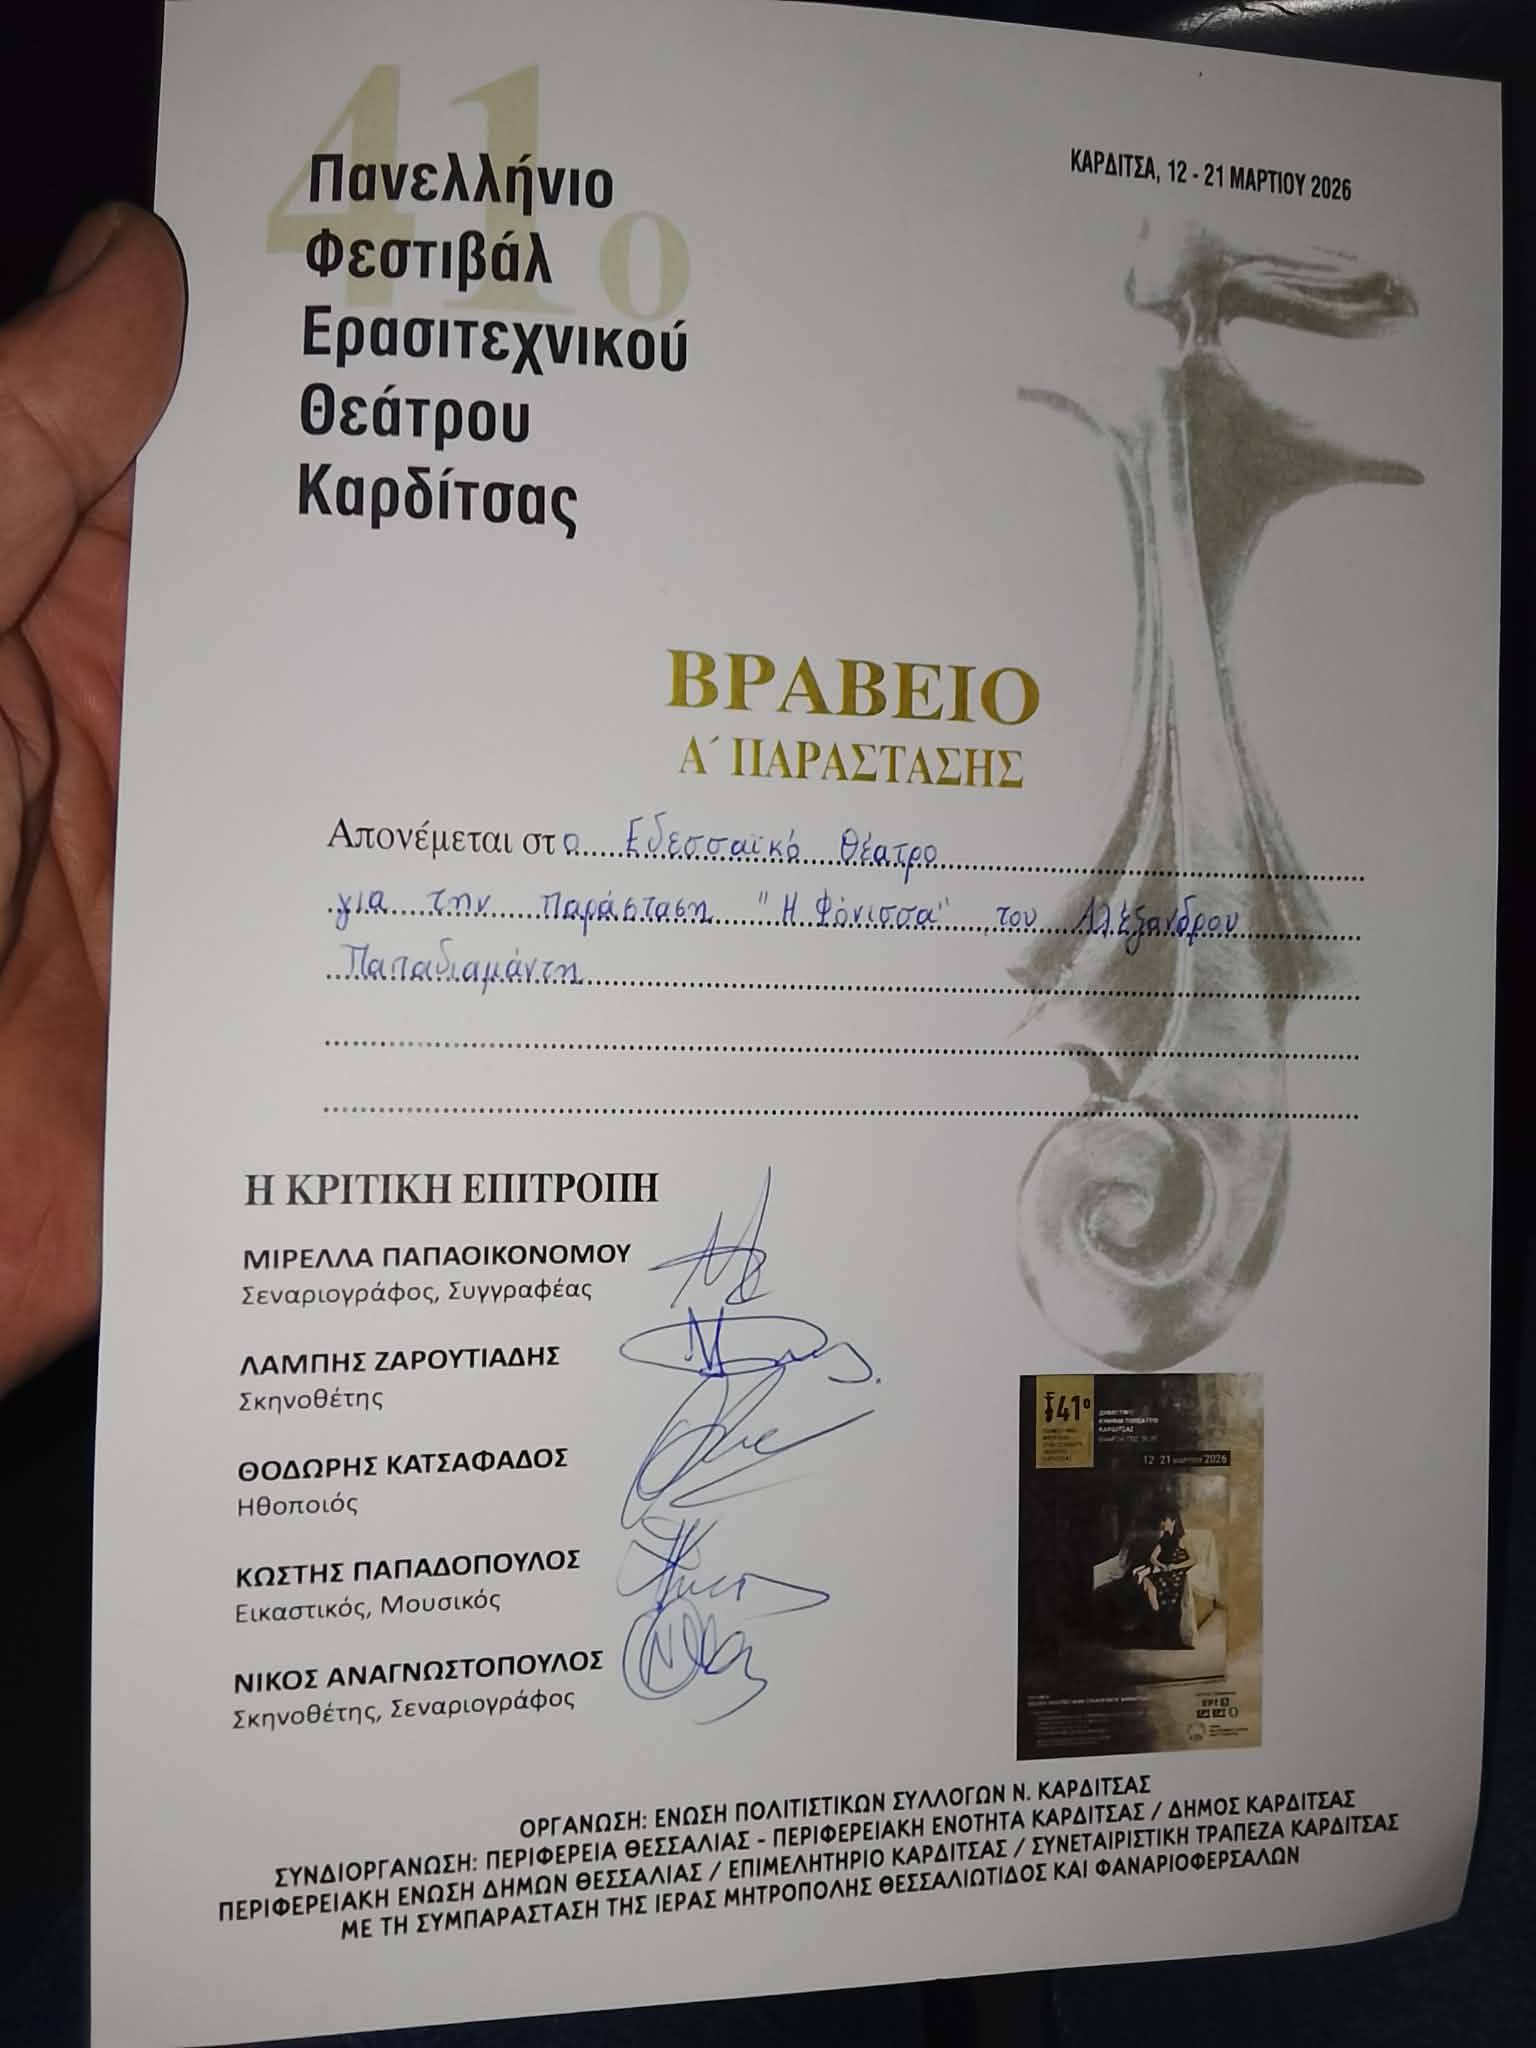 41ο
Πανελλήνιο
Φεστιβάλ
Ερασιτεχνικού
Θεάτρου
Καρδίτσας
ΚΑΡΔΙΤΣΑ, 12 - 21 ΜΑΡΤΙΟΥ 2026
ΒΡΑΒΕΙΟ
Α΄ ΠΑΡΑΣΤΑΣΗΣ
Απονέμεται στο Εδεσσαϊκό Θέατρο
για την παράσταση "Η Φόνισσα" του Αλέξανδρου
Παπαδιαμάντη
Η ΚΡΙΤΙΚΗ ΕΠΙΤΡΟΠΗ
ΜΙΡΕΛΛΑ ΠΑΠΑΟΙΚΟΝΟΜΟΥ
Σεναριογράφος, Συγγραφέας
ΛΑΜΠΗΣ ΖΑΡΟΥΤΙΑΔΗΣ
Σκηνοθέτης
ΘΟΔΩΡΗΣ ΚΑΤΣΑΦΑΔΟΣ
Ηθοποιός
ΚΩΣΤΗΣ ΠΑΠΑΔΟΠΟΥΛΟΣ
Εικαστικός, Μουσικός
ΝΙΚΟΣ ΑΝΑΓΝΩΣΤΟΠΟΥΛΟΣ
Σκηνοθέτης, Σεναριογράφος
41ο
12 21 ΜΑΡΤΙΟΥ 2026
ΟΡΓΑΝΩΣΗ: ΕΝΩΣΗ ΠΟΛΙΤΙΣΤΙΚΩΝ ΣΥΛΛΟΓΩΝ Ν. ΚΑΡΔΙΤΣΑΣ
ΣΥΝΔΙΟΡΓΑΝΩΣΗ: ΠΕΡΙΦΕΡΕΙΑ ΘΕΣΣΑΛΙΑΣ - ΠΕΡΙΦΕΡΕΙΑΚΗ ΕΝΟΤΗΤΑ ΚΑΡΔΙΤΣΑΣ / ΔΗΜΟΣ ΚΑΡΔΙΤΣΑΣ
ΠΕΡΙΦΕΡΕΙΑΚΗ ΕΝΩΣΗ ΔΗΜΩΝ ΘΕΣΣΑΛΙΑΣ / ΕΠΙΜΕΛΗΤΗΡΙΟ ΚΑΡΔΙΤΣΑΣ / ΣΥΝΕΤΑΙΡΙΣΤΙΚΗ ΤΡΑΠΕΖΑ ΚΑΡΔΙΤΣΑΣ
ΜΕ ΤΗ ΣΥΜΠΑΡΑΣΤΑΣΗ ΤΗΣ ΙΕΡΑΣ ΜΗΤΡΟΠΟΛΗΣ ΘΕΣΣΑΛΙΩΤΙΔΟΣ ΚΑΙ ΦΑΝΑΡΙΟΦΕΡΣΑΛΩΝ